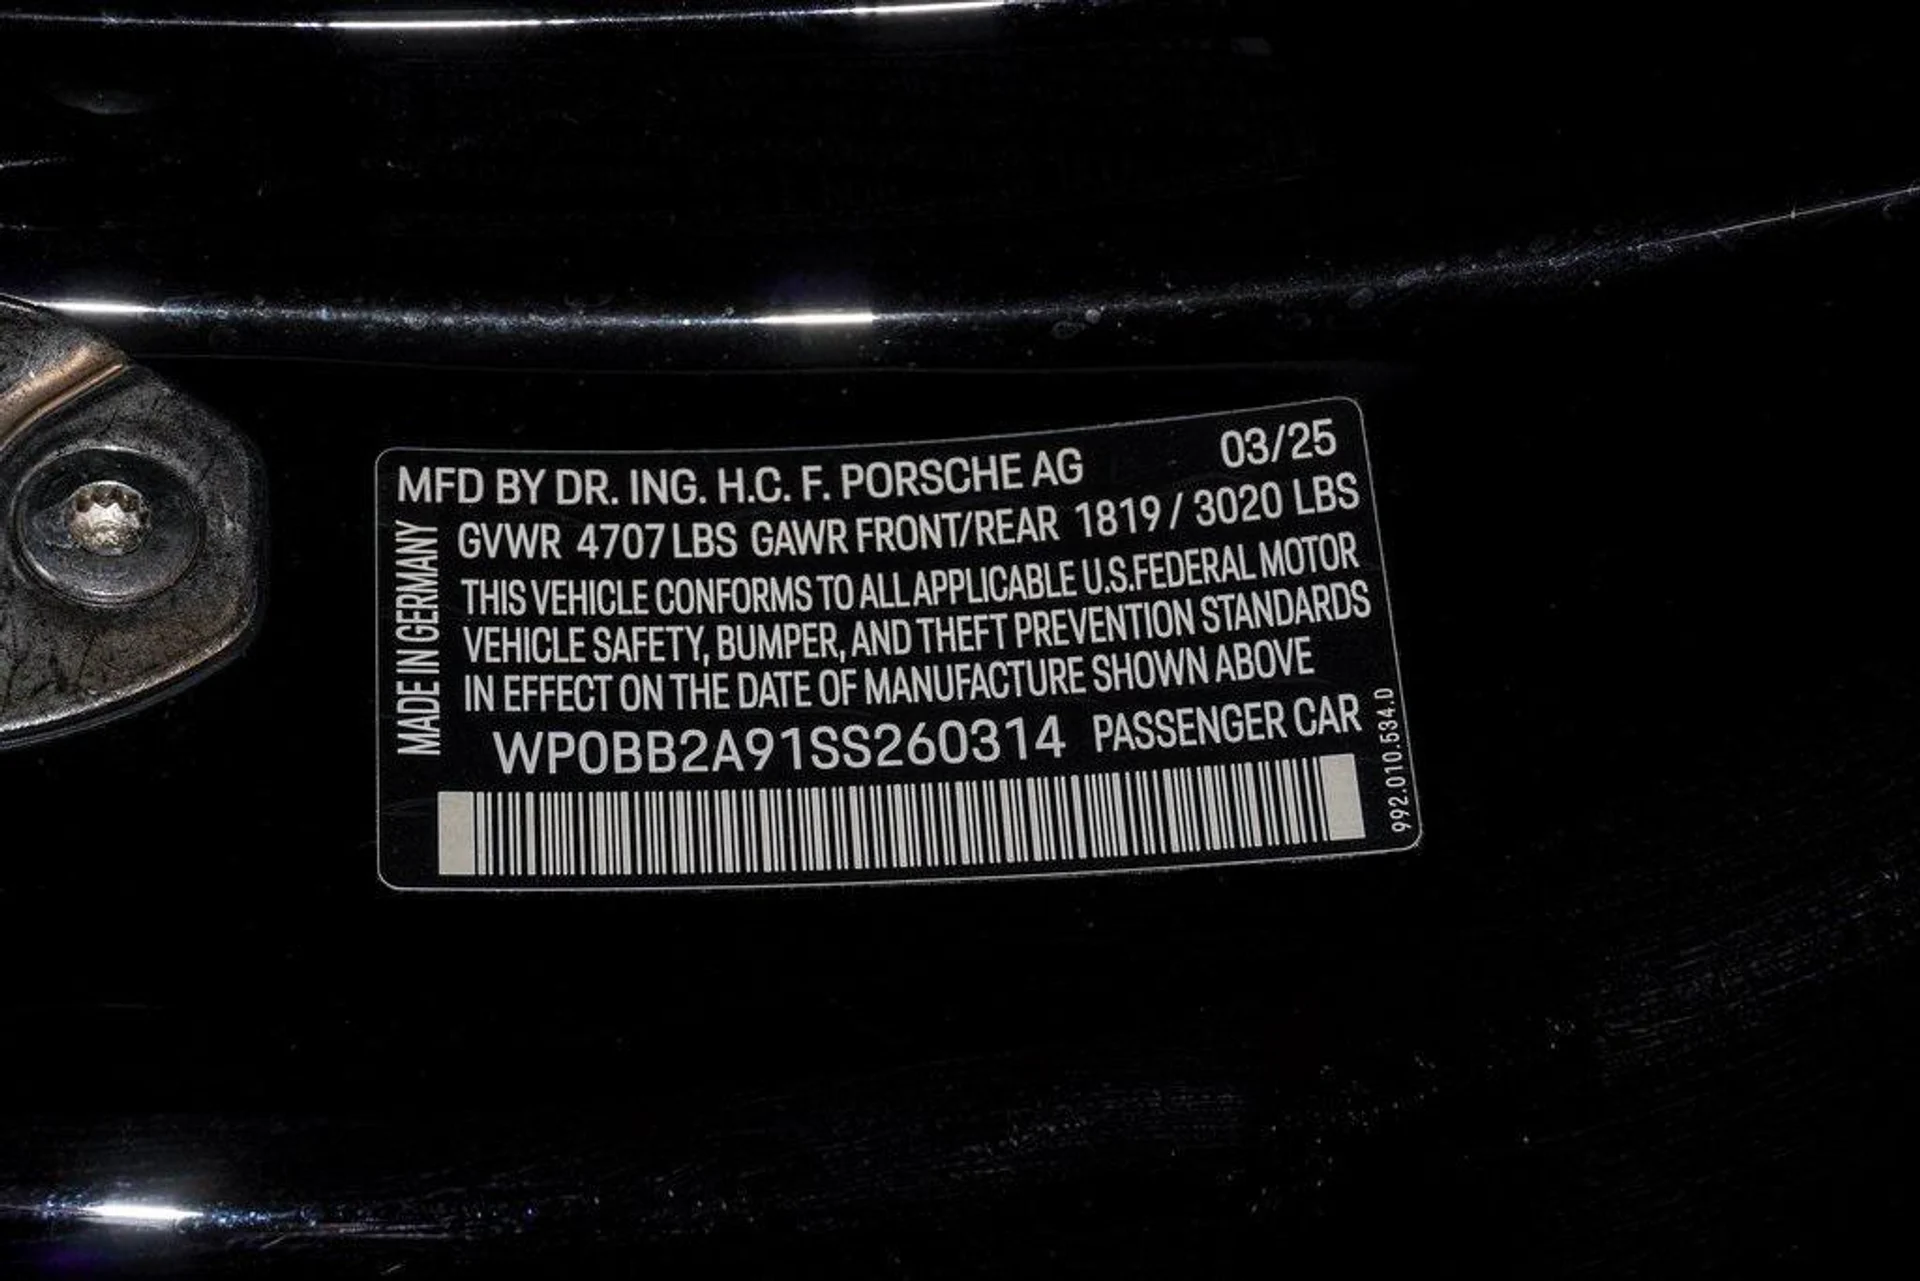 MFD BY DR. ING. H.C. F. PORSCHE AG 03/25
GVWR 4707 LBS GAWR FRONT/REAR 1819 / 3020 LBS
THIS VEHICLE CONFORMS TO ALL APPLICABLE U.S.FEDERAL MOTOR
VEHICLE SAFETY, BUMPER, AND THEFT PREVENTION STANDARDS
IN EFFECT ON THE DATE OF MANUFACTURE SHOWN ABOVE
WP0BB2A91SS260314 PASSENGER CAR
MADE IN GERMANY
992.010.534.D